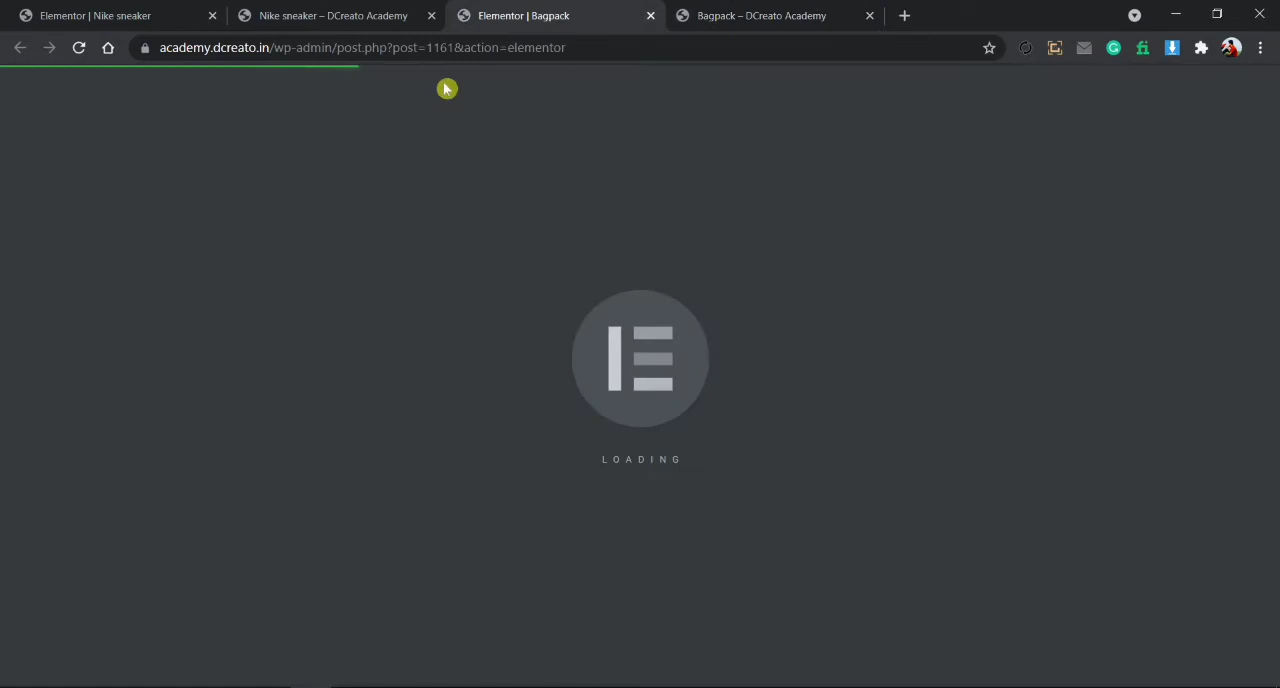 Elementor | Nike sneaker
Nike sneaker – DCreato Academy
Elementor | Bagpack
Bagpack – DCreato Academy
academy.dcreato.in/wp-admin/post.php?post=1161&action=elementor
LOADING